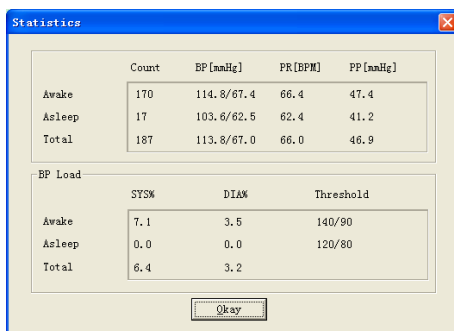 Statistics
Count BP[mmHg] PR[BPM] PP[mmHg]
Awake 170 114.8/67.4 66.4 47.4
Asleep 17 103.6/62.5 62.4 41.2
Total 187 113.8/67.0 66.0 46.9
BP Load
SYS% DIA% Threshold
Awake 7.1 3.5 140/90
Asleep 0.0 0.0 120/80
Total 6.4 3.2
Okay